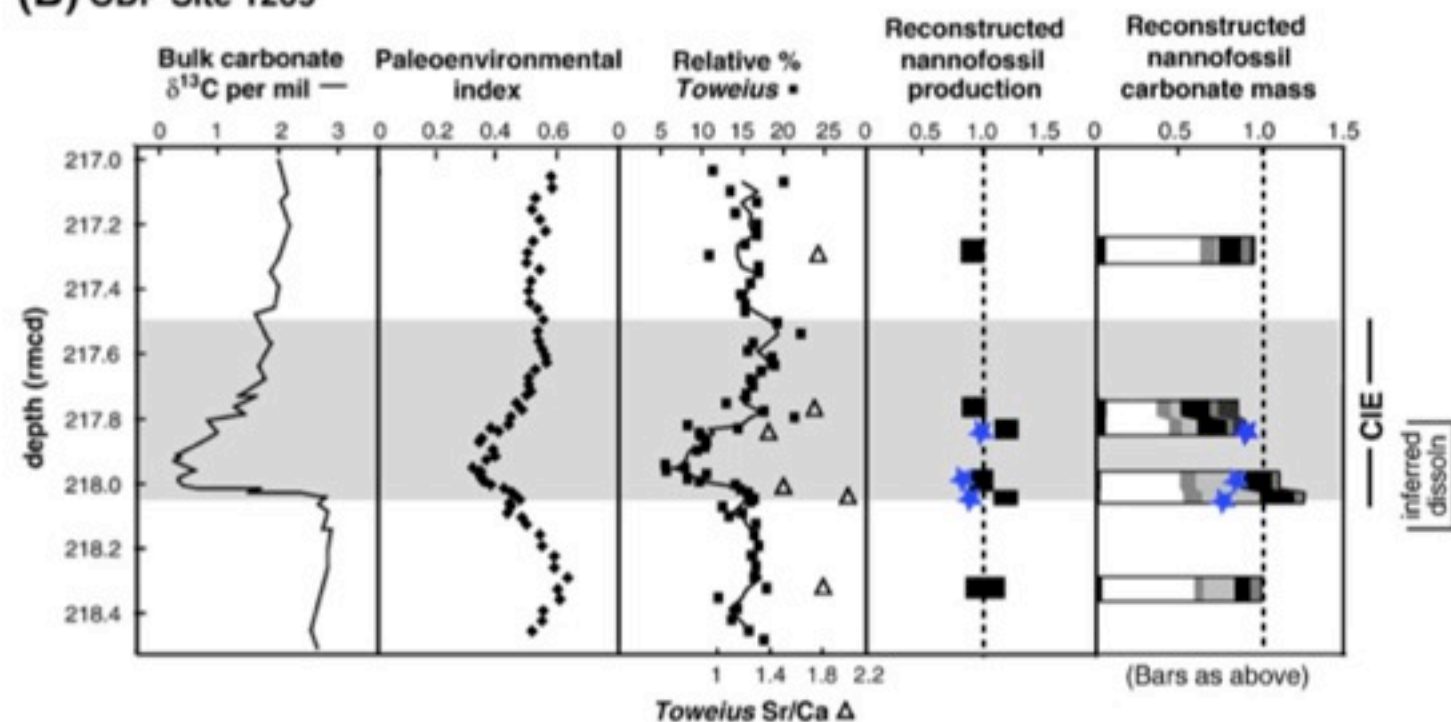 (B) ODP Site 1209
Bulk carbonate
δ13C per mil —
Paleoenvironmental
index
Relative %
Toweius ▪
Reconstructed
nannofossil
production
Reconstructed
nannofossil
carbonate mass
0 1 2 3 0 0.2 0.4 0.6 0 5 10 15 20 25 0 0.5 1.0 1.5 0 0.5 1.0 1.5
217.0
217.2
217.4
217.6
217.8
218.0
218.2
218.4
depth (rmcd)
CIE
inferred
dissoln
1 1.4 1.8 2.2
Toweius Sr/Ca Δ
(Bars as above)